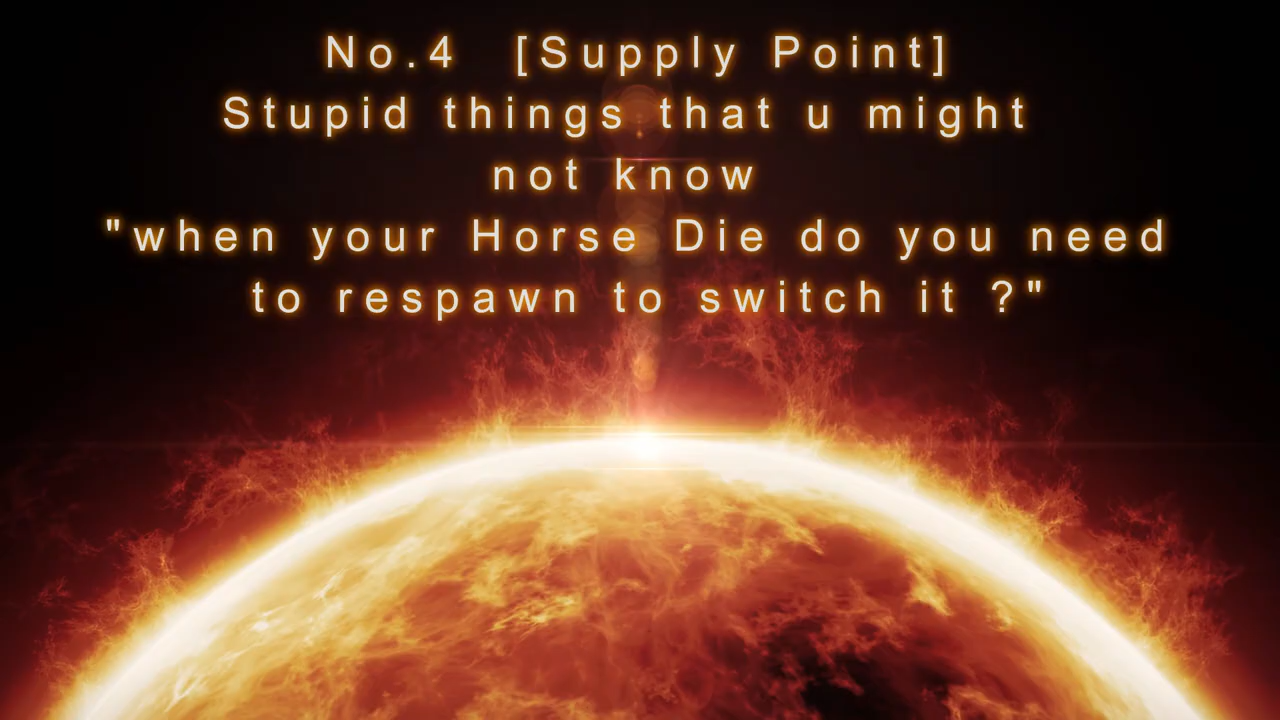 No.4 [Supply Point]
Stupid things that u might
not know
"when your Horse Die do you need
to respawn to switch it ?"